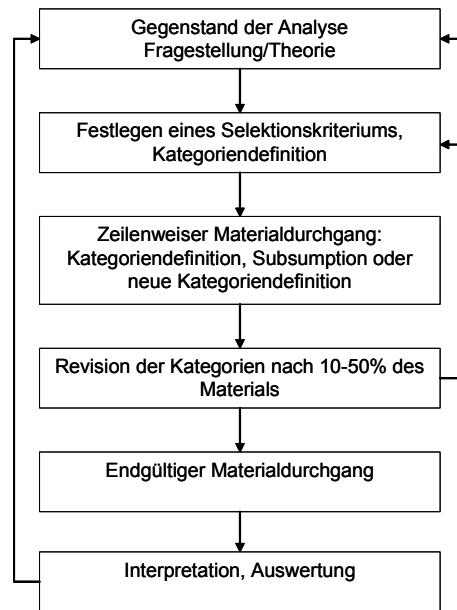 Gegenstand der Analyse
Fragestellung/Theorie
Festlegen eines Selektionskriteriums,
Kategoriendefinition
Zeilenweiser Materialdurchgang:
Kategoriendefinition, Subsumption oder
neue Kategoriendefinition
Revision der Kategorien nach 10-50% des
Materials
Endgültiger Materialdurchgang
Interpretation, Auswertung